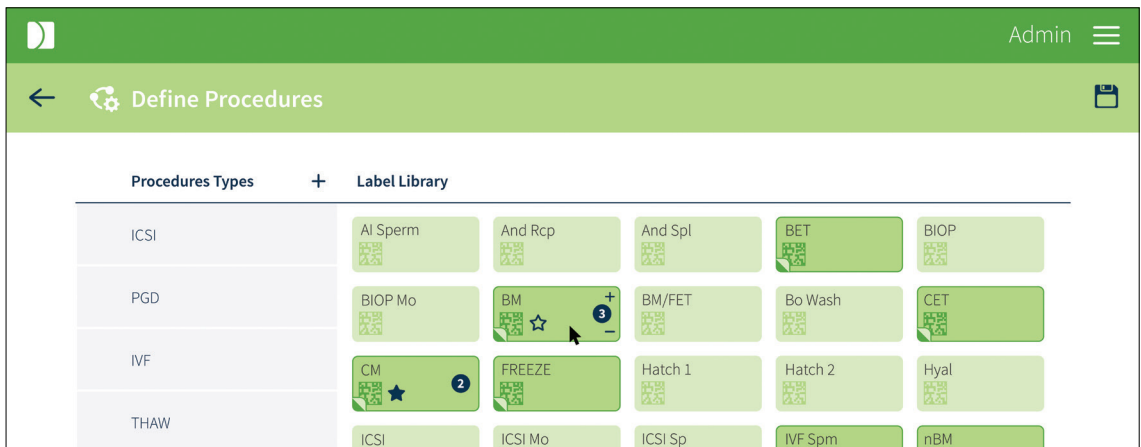 Admin
Define Procedures
Procedures Types + Label Library
ICSI
AI Sperm And Rcp And Spl BET BIOP
PGD
BIOP Mo BM + 3 − BM/FET Bo Wash CET
IVF
CM 2 FREEZE Hatch 1 Hatch 2 Hyal
THAW
ICSI ICSI Mo ICSI Sp IVF Spm nBM